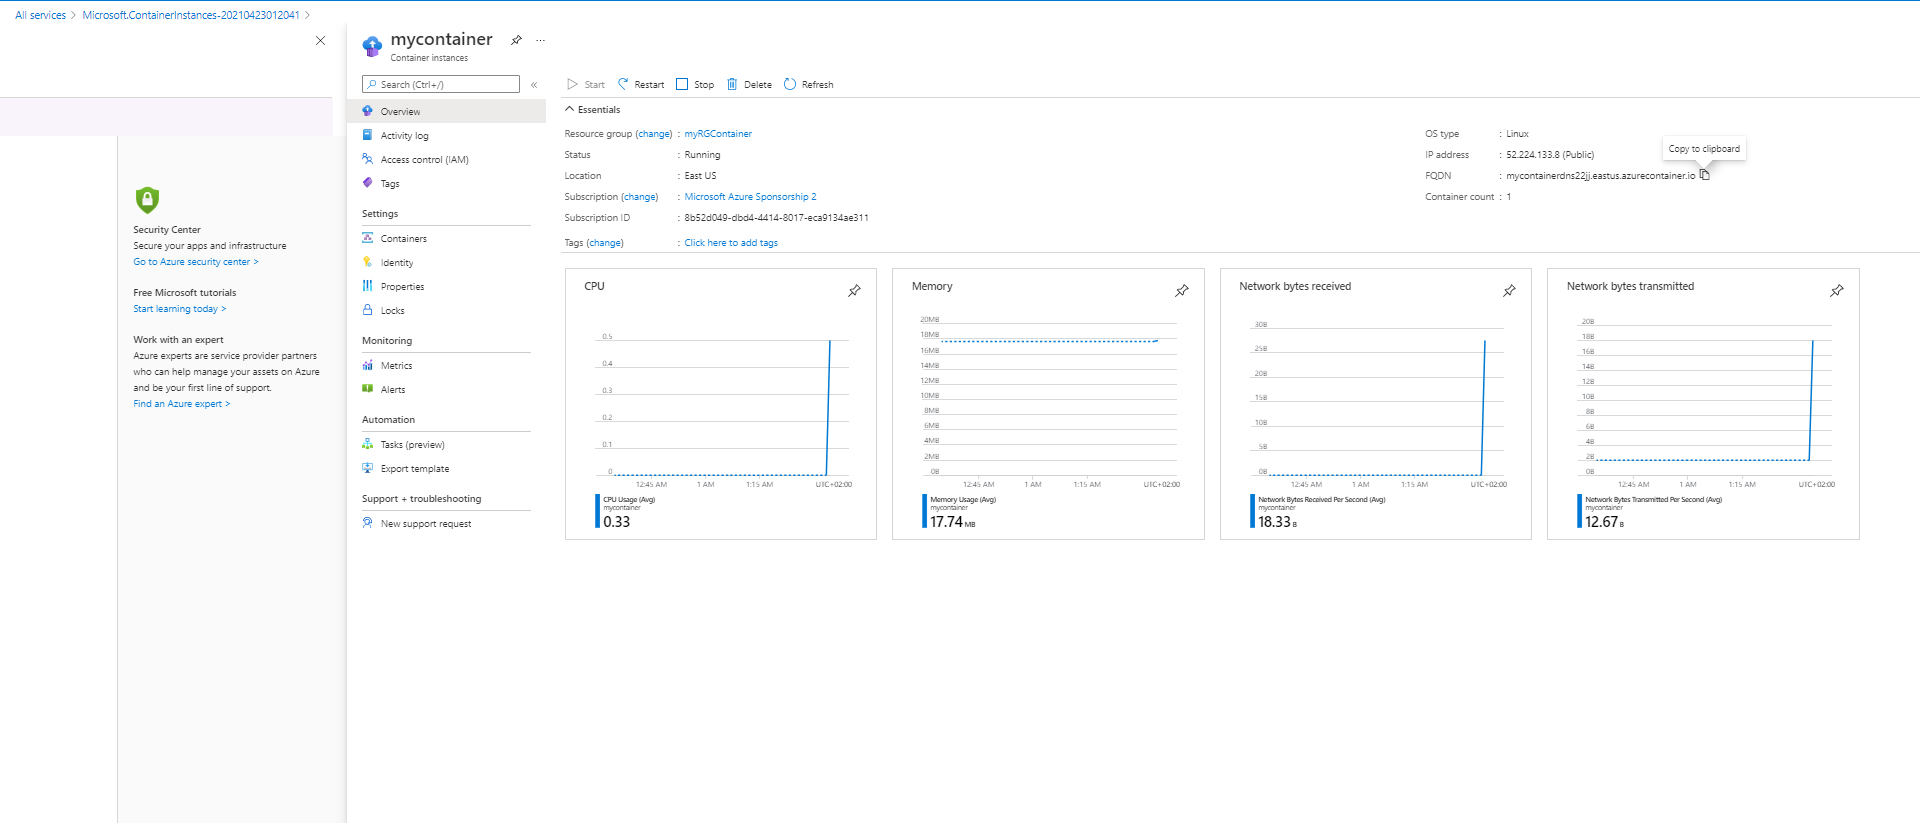 All services > Microsoft.ContainerInstances-20210423012041 >
Security Center
Secure your apps and infrastructure
Go to Azure security center >
Free Microsoft tutorials
Start learning today >
Work with an expert
Azure experts are service provider partners
who can help manage your assets on Azure
and be your first line of support.
Find an Azure expert >
mycontainer
Container instances
Search (Ctrl+/)
«
Overview
Activity log
Access control (IAM)
Tags
Settings
Containers
Identity
Properties
Locks
Monitoring
Metrics
Alerts
Automation
Tasks (preview)
Export template
Support + troubleshooting
New support request
Start Restart Stop Delete Refresh
Essentials
Resource group (change) : myRGContainer
Status : Running
Location : East US
Subscription (change) : Microsoft Azure Sponsorship 2
Subscription ID : 8b52d049-dbd4-4414-8017-eca9134ae311
Tags (change) : Click here to add tags
OS type : Linux
IP address : 52.224.133.8 (Public)
FQDN : mycontainerdns22jj.eastus.azurecontainer.io
Container count : 1
Copy to clipboard
CPU
0.5
0.4
0.3
0.2
0.1
0
12:45 AM 1 AM 1:15 AM UTC+02:00
CPU Usage (Avg)
mycontainer
0.33
Memory
20MB
18MB
16MB
14MB
12MB
10MB
8MB
6MB
4MB
2MB
0B
12:45 AM 1 AM 1:15 AM UTC+02:00
Memory Usage (Avg)
mycontainer
17.74 MB
Network bytes received
30B
25B
20B
15B
10B
5B
0B
12:45 AM 1 AM 1:15 AM UTC+02:00
Network Bytes Received Per Second (Avg)
mycontainer
18.33 B
Network bytes transmitted
20B
18B
16B
14B
12B
10B
8B
6B
4B
2B
0B
12:45 AM 1 AM 1:15 AM UTC+02:00
Network Bytes Transmitted Per Second (Avg)
mycontainer
12.67 B